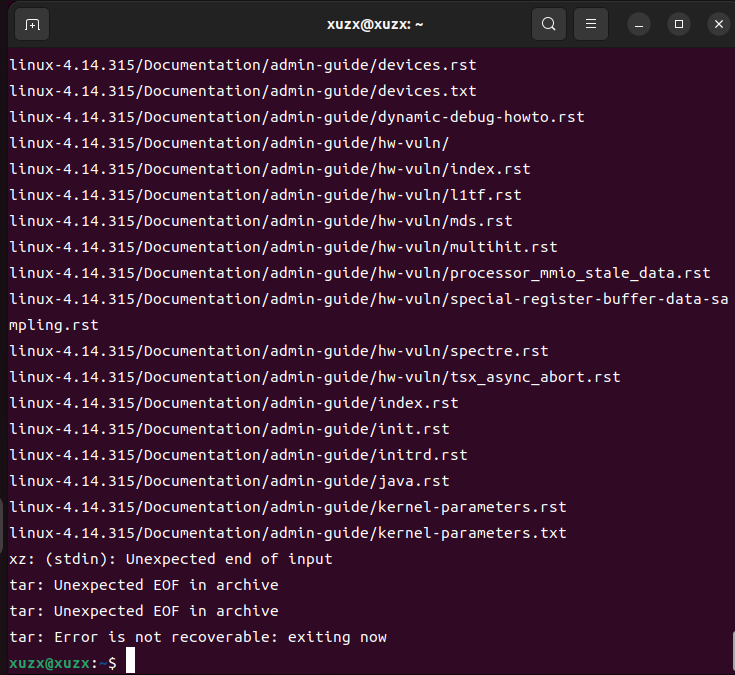 xuzx@xuzx: ~
linux-4.14.315/Documentation/admin-guide/devices.rst
linux-4.14.315/Documentation/admin-guide/devices.txt
linux-4.14.315/Documentation/admin-guide/dynamic-debug-howto.rst
linux-4.14.315/Documentation/admin-guide/hw-vuln/
linux-4.14.315/Documentation/admin-guide/hw-vuln/index.rst
linux-4.14.315/Documentation/admin-guide/hw-vuln/l1tf.rst
linux-4.14.315/Documentation/admin-guide/hw-vuln/mds.rst
linux-4.14.315/Documentation/admin-guide/hw-vuln/multihit.rst
linux-4.14.315/Documentation/admin-guide/hw-vuln/processor_mmio_stale_data.rst
linux-4.14.315/Documentation/admin-guide/hw-vuln/special-register-buffer-data-sa
mpling.rst
linux-4.14.315/Documentation/admin-guide/hw-vuln/spectre.rst
linux-4.14.315/Documentation/admin-guide/hw-vuln/tsx_async_abort.rst
linux-4.14.315/Documentation/admin-guide/index.rst
linux-4.14.315/Documentation/admin-guide/init.rst
linux-4.14.315/Documentation/admin-guide/initrd.rst
linux-4.14.315/Documentation/admin-guide/java.rst
linux-4.14.315/Documentation/admin-guide/kernel-parameters.rst
linux-4.14.315/Documentation/admin-guide/kernel-parameters.txt
xz: (stdin): Unexpected end of input
tar: Unexpected EOF in archive
tar: Unexpected EOF in archive
tar: Error is not recoverable: exiting now
xuzx@xuzx:~$